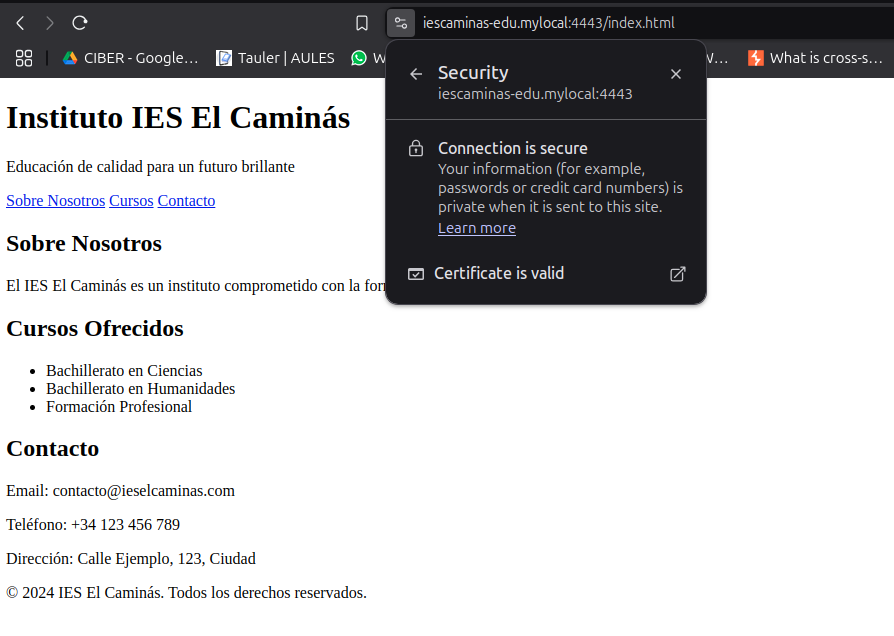 iescaminas-edu.mylocal:4443/index.html
CIBER - Google…
Tauler | AULES
What is cross-s…
Security
iescaminas-edu.mylocal:4443
Connection is secure
Your information (for example,
passwords or credit card numbers) is
private when it is sent to this site.
Learn more
Certificate is valid
Instituto IES El Caminás
Educación de calidad para un futuro brillante
Sobre Nosotros Cursos Contacto
Sobre Nosotros
El IES El Caminás es un instituto comprometido con la
Cursos Ofrecidos
• Bachillerato en Ciencias
• Bachillerato en Humanidades
• Formación Profesional
Contacto
Email: contacto@ieselcaminas.com
Teléfono: +34 123 456 789
Dirección: Calle Ejemplo, 123, Ciudad
© 2024 IES El Caminás. Todos los derechos reservados.